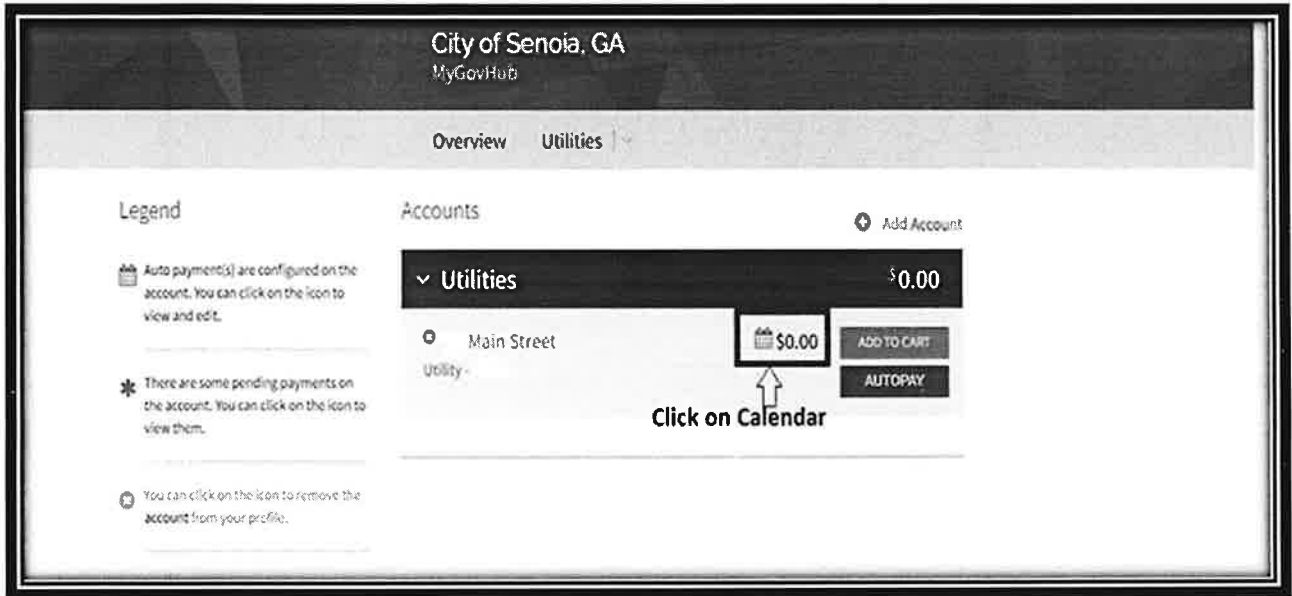 City of Senoia, GA
MyGovHub
Overview Utilities
Legend
Auto payment(s) are configured on the
account. You can click on the icon to
view and edit.
There are some pending payments on
the account. You can click on the icon to
view them.
You can click on the icon to remove the
account from your profile.
Accounts
Add Account
Utilities $0.00
Main Street $0.00 ADD TO CART
Utility -
AUTOPAY
Click on Calendar